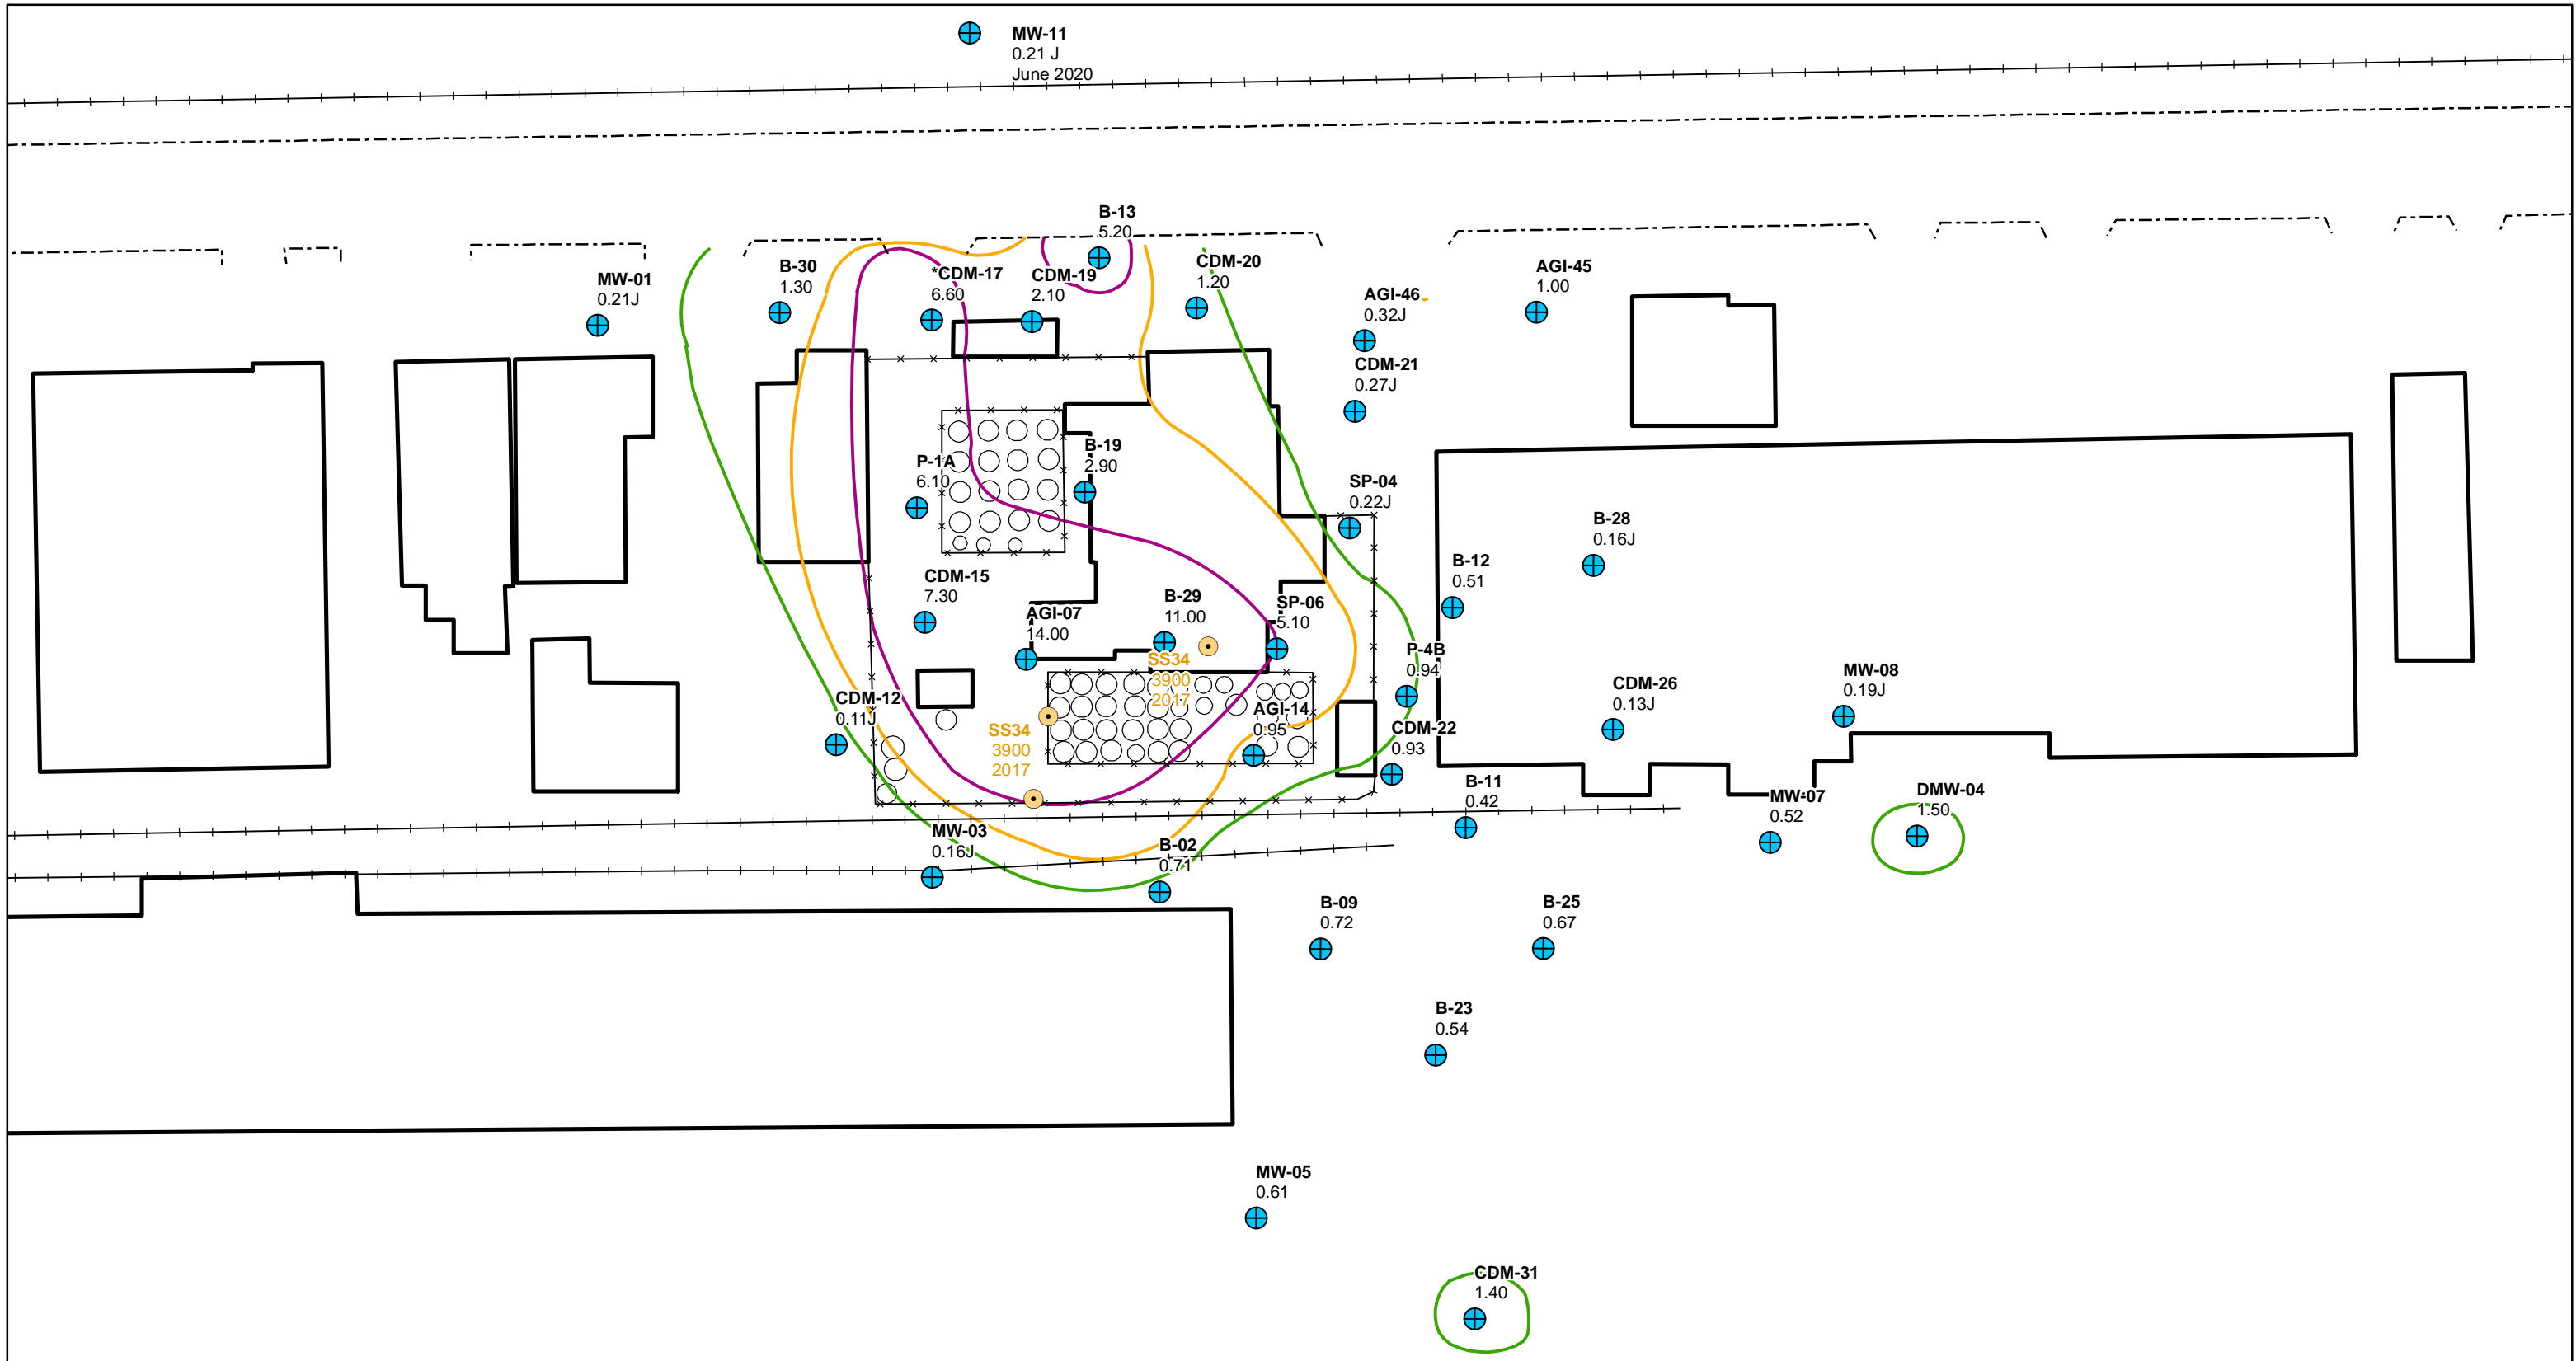 MW-11
0.21 J
June 2020
B-13
5.20
B-30
1.30
*CDM-17
6.60
CDM-19
2.10
CDM-20
1.20
MW-01
0.21J
AGI-46
0.32J
AGI-45
1.00
CDM-21
0.27J
P-1A
6.10
B-19
2.90
SP-04
0.22J
B-28
0.16J
B-12
0.51
CDM-15
7.30
AGI-07
14.00
B-29
11.00
SP-06
5.10
SS34
3900
2017
P-4B
0.94
CDM-12
0.11J
SS34
3900
2017
AGI-14
0.95
CDM-22
0.93
CDM-26
0.13J
MW-08
0.19J
B-11
0.42
MW-07
0.52
DMW-04
1.50
MW-03
0.16J
B-02
0.71
B-09
0.72
B-25
0.67
B-23
0.54
MW-05
0.61
CDM-31
1.40